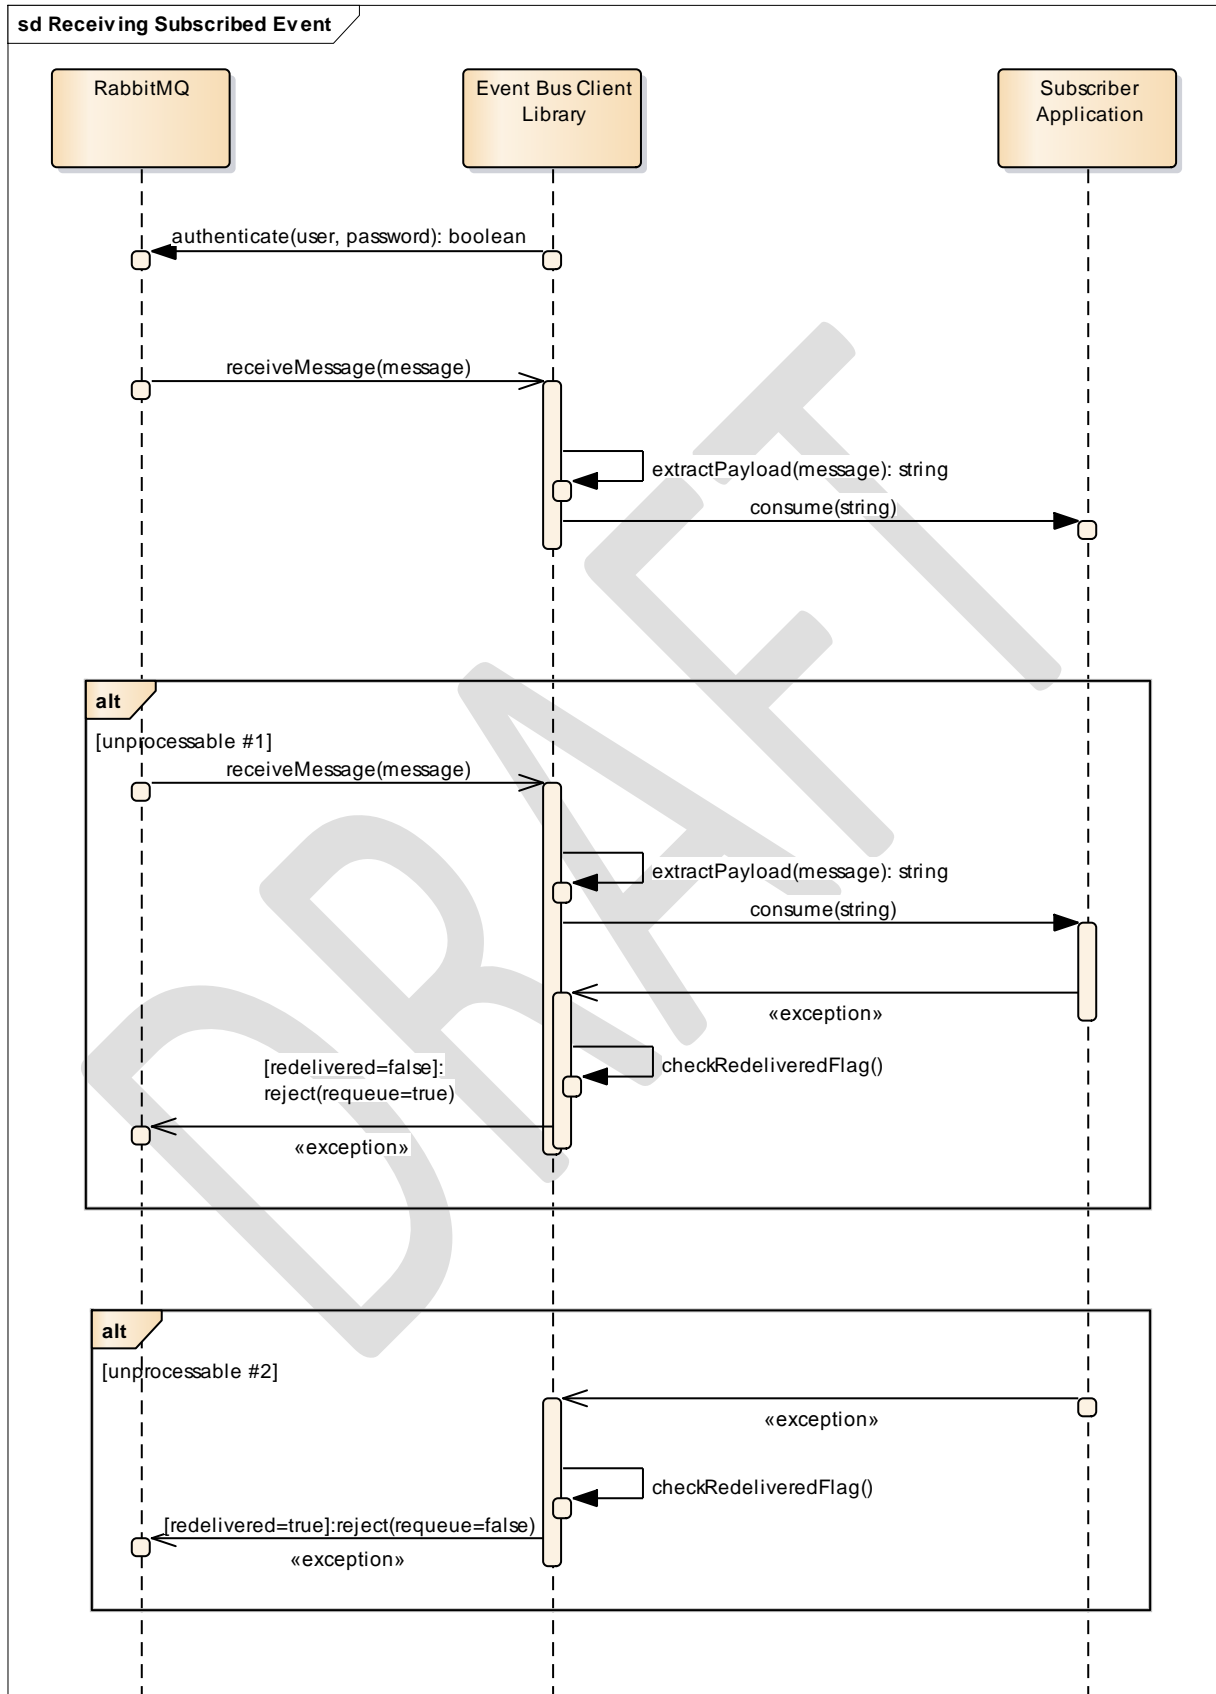 sd Receiving Subscribed Event
RabbitMQ
Event Bus Client
Library
Subscriber
Application
authenticate(user, password): boolean
receiveMessage(message)
extractPayload(message): string
consume(string)
alt
[unprocessable #1]
receiveMessage(message)
extractPayload(message): string
consume(string)
«exception»
checkRedeliveredFlag()
[redelivered=false]:
reject(requeue=true)
«exception»
alt
[unprocessable #2]
«exception»
checkRedeliveredFlag()
[redelivered=true]:reject(requeue=false)
«exception»
DRAFT